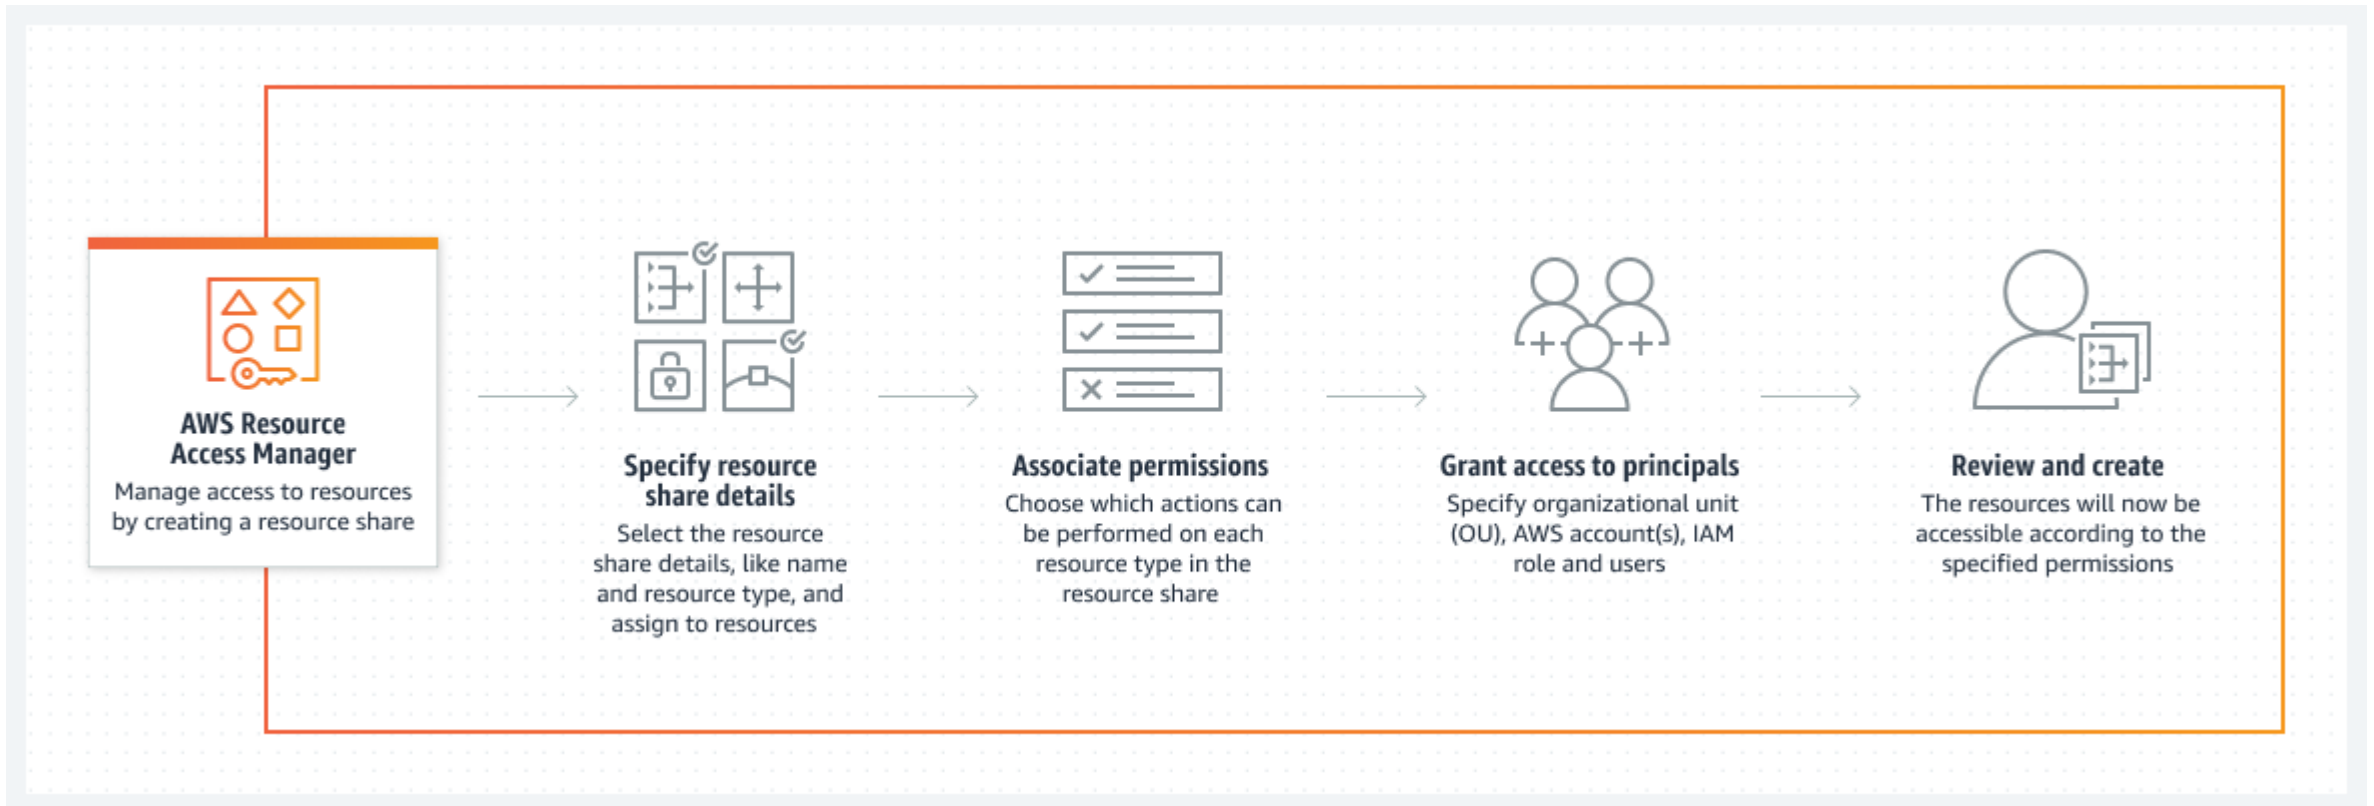 AWS Resource
Access Manager
Manage access to resources
by creating a resource share
Specify resource
share details
Select the resource
share details, like name
and resource type, and
assign to resources
Associate permissions
Choose which actions can
be performed on each
resource type in the
resource share
Grant access to principals
Specify organizational unit
(OU), AWS account(s), IAM
role and users
Review and create
The resources will now be
accessible according to the
specified permissions